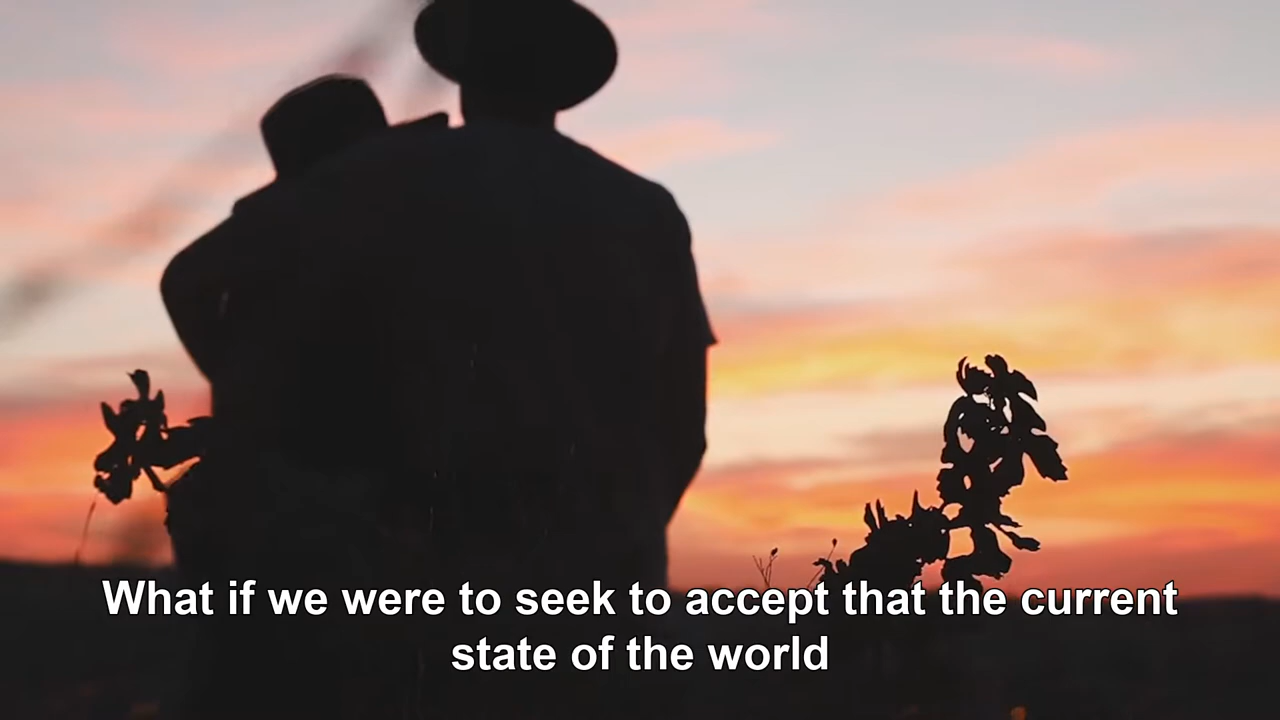 What if we were to seek to accept that the current
state of the world